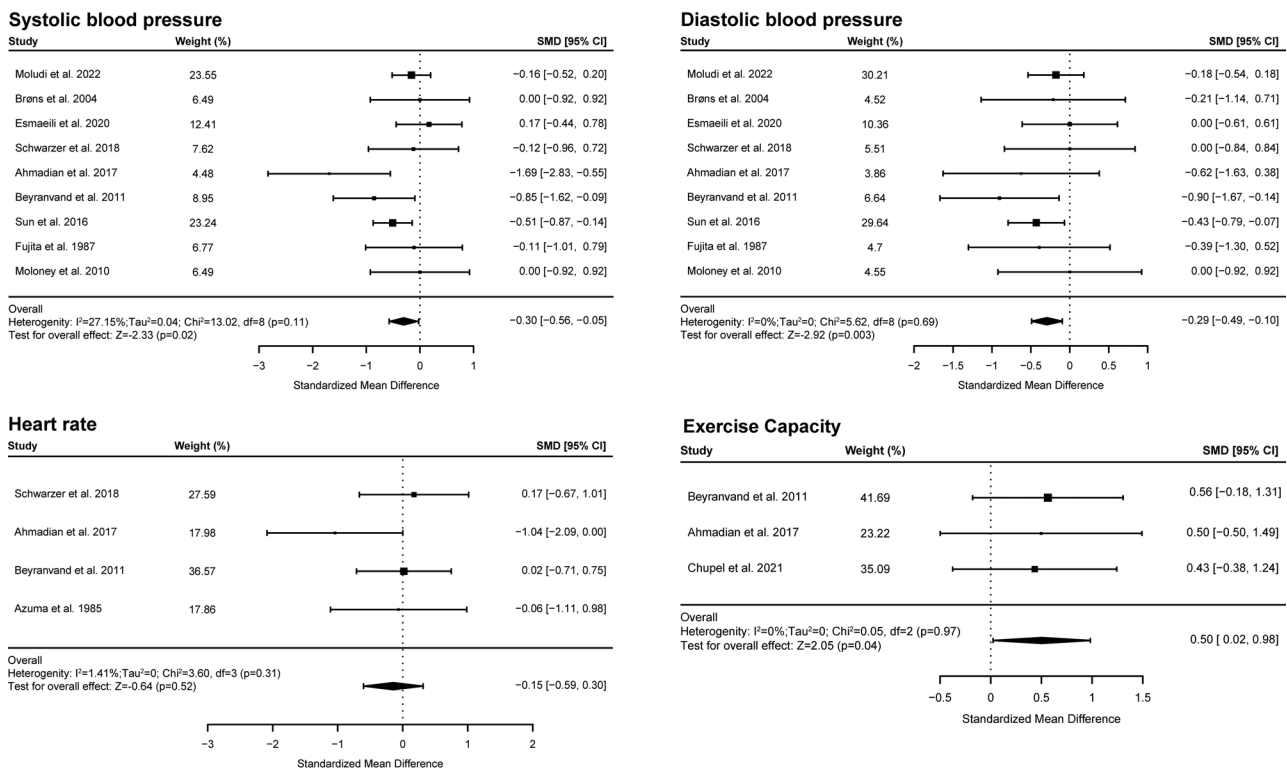 Systolic blood pressure
Study Weight (%) SMD [95% CI]
Moludi et al. 2022 23.55 −0.16 [−0.52, 0.20]
Brøns et al. 2004 6.49 0.00 [−0.92, 0.92]
Esmaeili et al. 2020 12.41 0.17 [−0.44, 0.78]
Schwarzer et al. 2018 7.62 −0.12 [−0.96, 0.72]
Ahmadian et al. 2017 4.48 −1.69 [−2.83, −0.55]
Beyranvand et al. 2011 8.95 −0.85 [−1.62, −0.09]
Sun et al. 2016 23.24 −0.51 [−0.87, −0.14]
Fujita et al. 1987 6.77 −0.11 [−1.01, 0.79]
Moloney et al. 2010 6.49 0.00 [−0.92, 0.92]
Overall
Heterogenity: I²=27.15%;Tau²=0.04; Chi²=13.02, df=8 (p=0.11) −0.30 [−0.56, −0.05]
Test for overall effect: Z=-2.33 (p=0.02)
−3 −2 −1 0 1
Standardized Mean Difference
Diastolic blood pressure
Study Weight (%) SMD [95% CI]
Moludi et al. 2022 30.21 −0.18 [−0.54, 0.18]
Brøns et al. 2004 4.52 −0.21 [−1.14, 0.71]
Esmaeili et al. 2020 10.36 0.00 [−0.61, 0.61]
Schwarzer et al. 2018 5.51 0.00 [−0.84, 0.84]
Ahmadian et al. 2017 3.86 −0.62 [−1.63, 0.38]
Beyranvand et al. 2011 6.64 −0.90 [−1.67, −0.14]
Sun et al. 2016 29.64 −0.43 [−0.79, −0.07]
Fujita et al. 1987 4.7 −0.39 [−1.30, 0.52]
Moloney et al. 2010 4.55 0.00 [−0.92, 0.92]
Overall
Heterogenity: I²=0%;Tau²=0; Chi²=5.62, df=8 (p=0.69) −0.29 [−0.49, −0.10]
Test for overall effect: Z=-2.92 (p=0.003)
−2 −1.5 −1 −0.5 0 0.5 1
Standardized Mean Difference
Heart rate
Study Weight (%) SMD [95% CI]
Schwarzer et al. 2018 27.59 0.17 [−0.67, 1.01]
Ahmadian et al. 2017 17.98 −1.04 [−2.09, 0.00]
Beyranvand et al. 2011 36.57 0.02 [−0.71, 0.75]
Azuma et al. 1985 17.86 −0.06 [−1.11, 0.98]
Overall
Heterogenity: I²=1.41%;Tau²=0; Chi²=3.60, df=3 (p=0.31)
Test for overall effect: Z=-0.64 (p=0.52) −0.15 [−0.59, 0.30]
−3 −2 −1 0 1 2
Standardized Mean Difference
Exercise Capacity
Study Weight (%) SMD [95% CI]
Beyranvand et al. 2011 41.69 0.56 [−0.18, 1.31]
Ahmadian et al. 2017 23.22 0.50 [−0.50, 1.49]
Chupel et al. 2021 35.09 0.43 [−0.38, 1.24]
Overall
Heterogenity: I²=0%;Tau²=0; Chi²=0.05, df=2 (p=0.97)
Test for overall effect: Z=2.05 (p=0.04) 0.50 [ 0.02, 0.98]
−0.5 0 0.5 1 1.5
Standardized Mean Difference